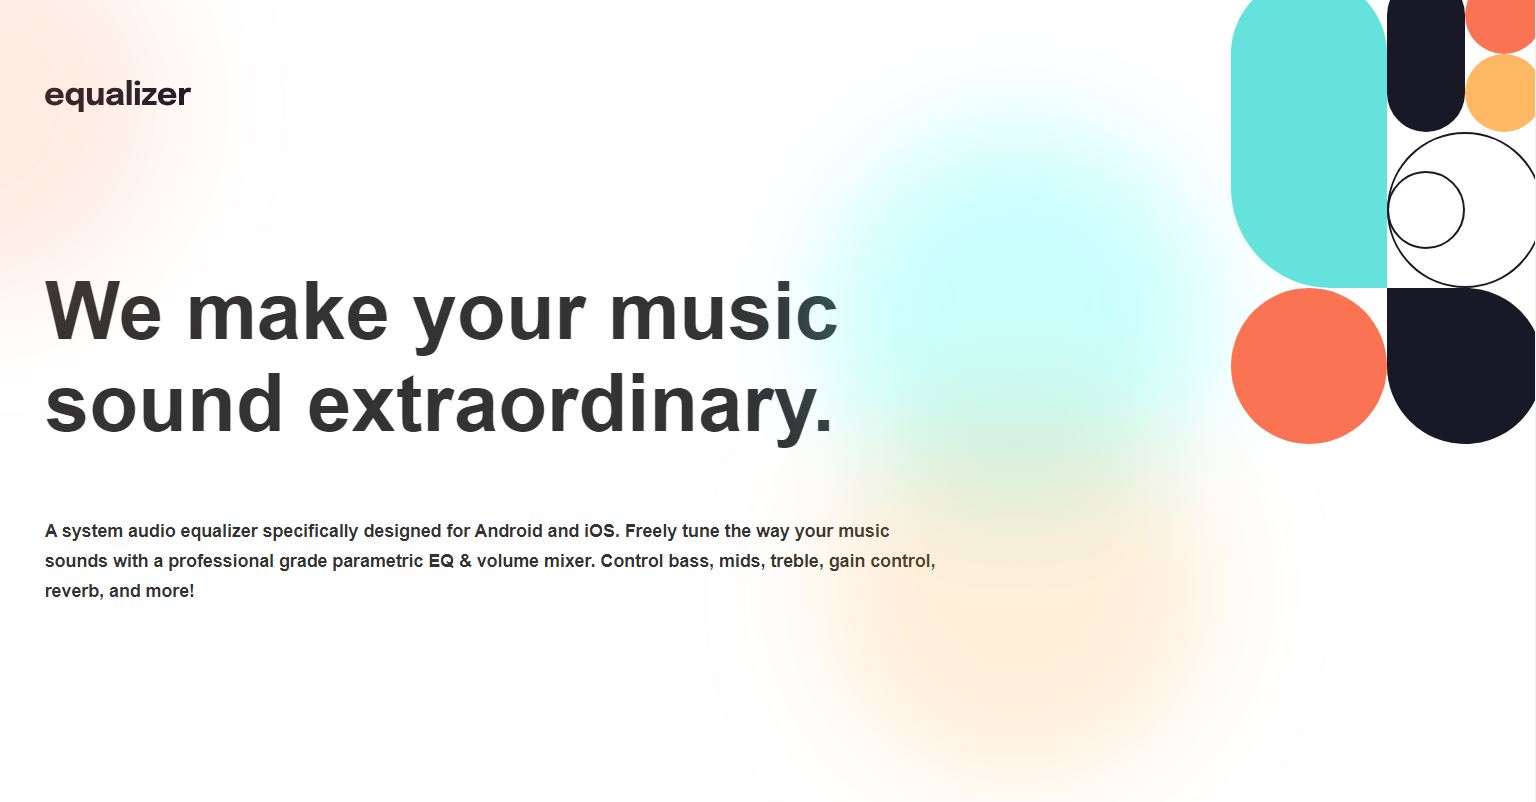 equalizer
We make your music
sound extraordinary.
A system audio equalizer specifically designed for Android and iOS. Freely tune the way your music
sounds with a professional grade parametric EQ & volume mixer. Control bass, mids, treble, gain control,
reverb, and more!